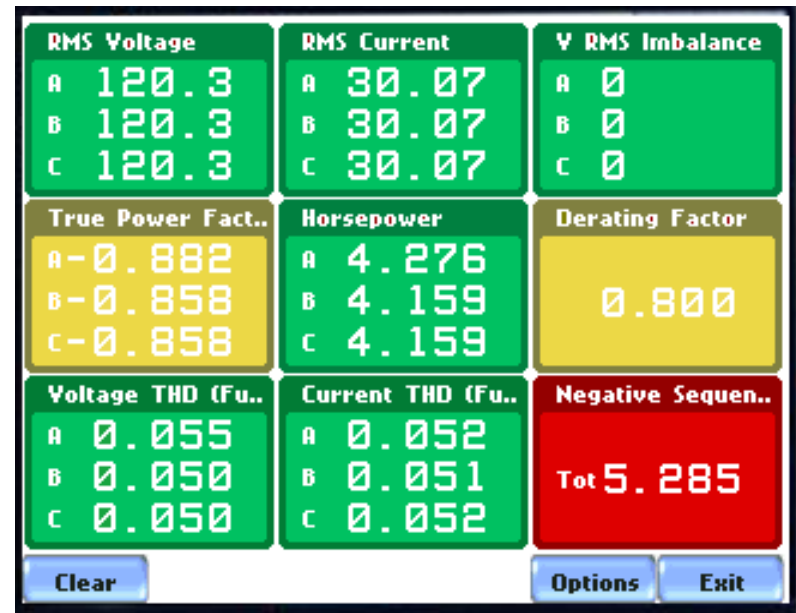 RMS Voltage
A 120.3
B 120.3
C 120.3
RMS Current
A 30.07
B 30.07
C 30.07
V RMS Imbalance
A 0
B 0
C 0
True Power Fact..
A-0.882
B-0.858
C-0.858
Horsepower
A 4.276
B 4.159
C 4.159
Derating Factor
0.800
Voltage THD (Fu..
A 0.055
B 0.050
C 0.050
Current THD (Fu..
A 0.052
B 0.051
C 0.052
Negative Sequen..
Tot 5.285
Clear
Options
Exit